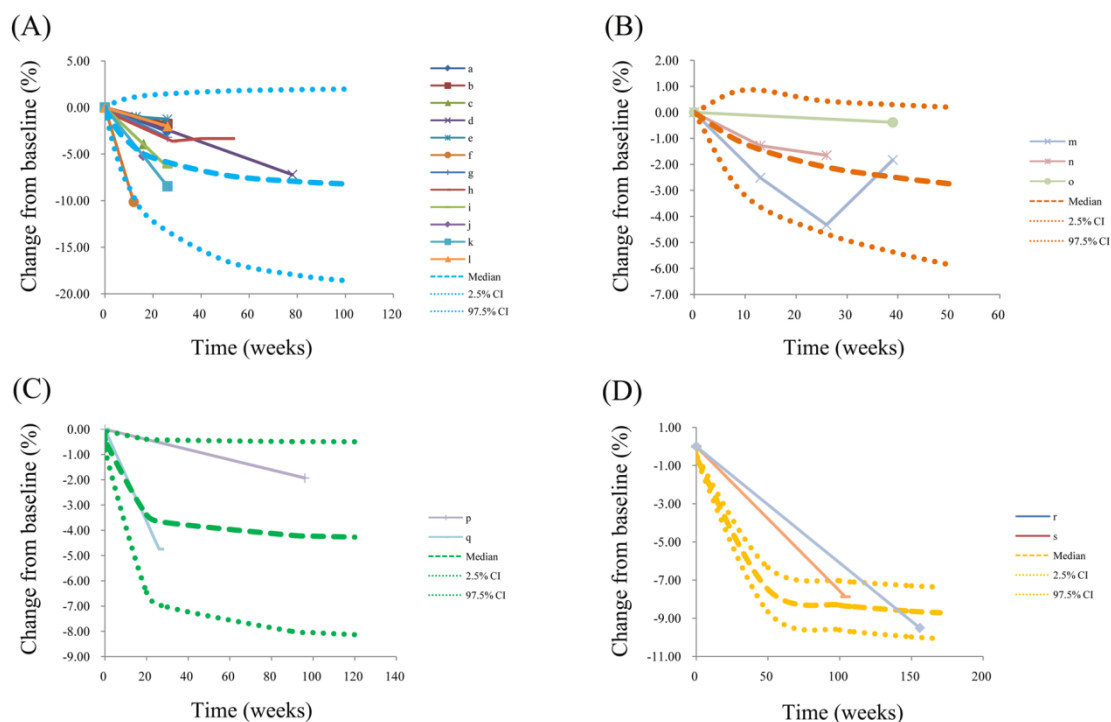 (A)
Change from baseline (%)
5.00
0.00
-5.00
-10.00
-15.00
-20.00
0 20 40 60 80 100 120
Time (weeks)
a
b
c
d
e
f
g
h
i
j
k
l
Median
2.5% CI
97.5% CI
(B)
Change from baseline (%)
2.00
1.00
0.00
-1.00
-2.00
-3.00
-4.00
-5.00
-6.00
-7.00
0 10 20 30 40 50 60
Time (weeks)
m
n
o
Median
2.5% CI
97.5% CI
(C)
Change from baseline (%)
0.00
-1.00
-2.00
-3.00
-4.00
-5.00
-6.00
-7.00
-8.00
-9.00
0 20 40 60 80 100 120 140
Time (weeks)
p
q
Median
2.5% CI
97.5% CI
(D)
Change from baseline (%)
1.00
-1.00
-3.00
-5.00
-7.00
-9.00
-11.00
0 50 100 150 200
Time (weeks)
r
s
Median
2.5% CI
97.5% CI